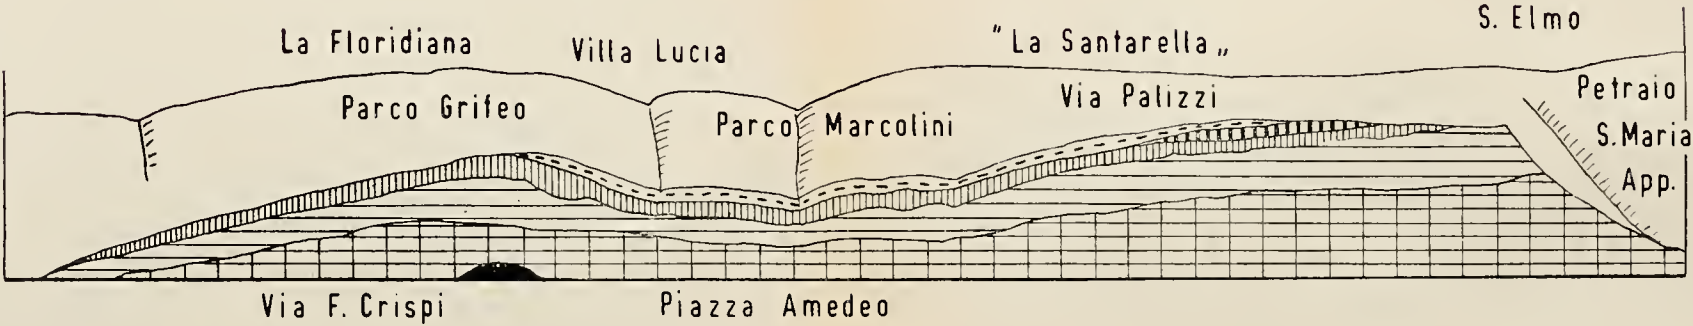 S. Elmo
La Floridiana
Villa Lucia
"La Santarella„
Parco Grifeo
Parco Marcolini
Via Palizzi
Petraio
S. Maria
App.
Via F. Crispi
Piazza Amedeo